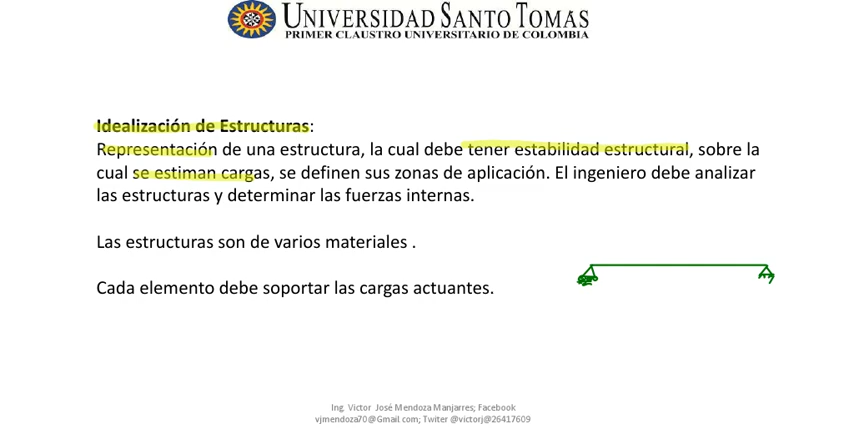 UNIVERSIDAD SANTO TOMAS
PRIMER CLAUSTRO UNIVERSITARIO DE COLOMBIA
Idealización de Estructuras:
Representación de una estructura, la cual debe tener estabilidad estructural, sobre la
cual se estiman cargas, se definen sus zonas de aplicación. El ingeniero debe analizar
las estructuras y determinar las fuerzas internas.
Las estructuras son de varios materiales .
Cada elemento debe soportar las cargas actuantes.
Ing. Victor José Mendoza Manjarres; Facebook
vjmendoza70@Gmail.com; Twiter @victorj@26417609